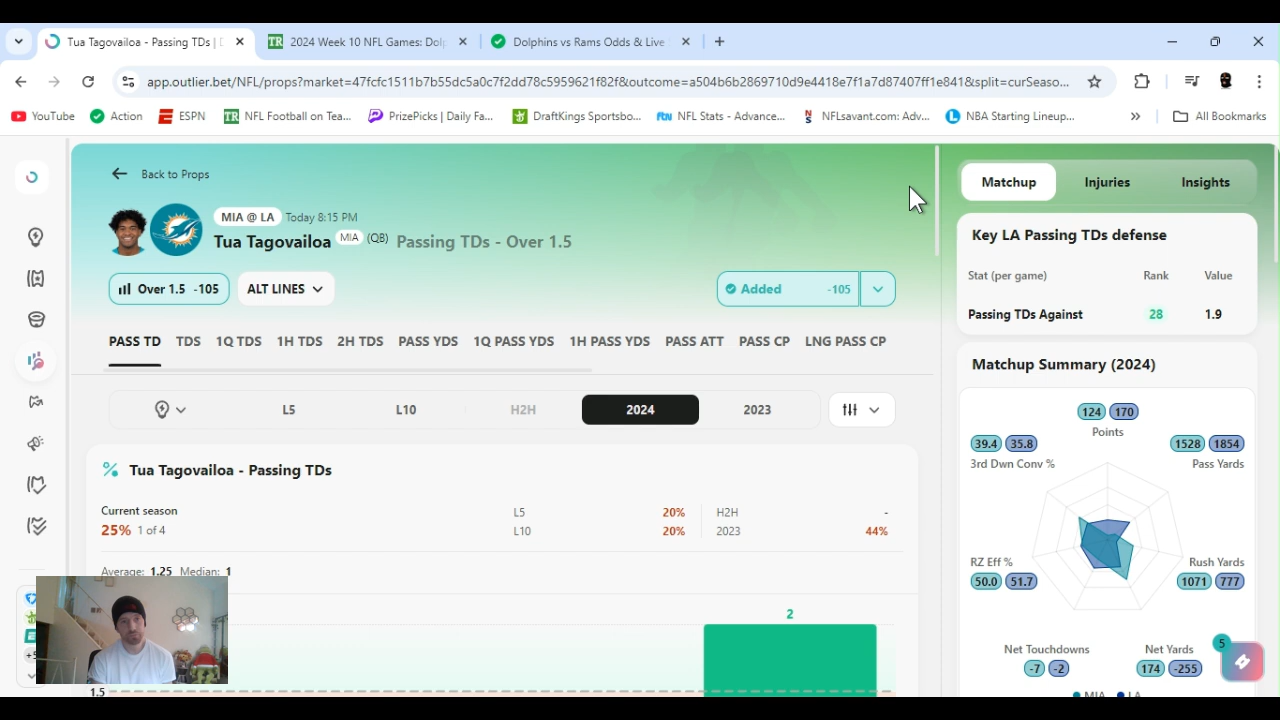 Tua Tagovailoa - Passing TDs | D
2024 Week 10 NFL Games: Dolp
Dolphins vs Rams Odds & Live
app.outlier.bet/NFL/props?market=47fcfc1511b7b55dc5a0c7f2dd78c5959621f82f&outcome=a504b6b2869710d9e4418e7f1a7d87407ff1e841&split=curSeaso...
YouTube
Action
ESPN
NFL Football on Tea...
PrizePicks | Daily Fa...
DraftKings Sportsbo...
NFL Stats - Advance...
NFLsavant.com: Adv...
NBA Starting Lineup...
All Bookmarks
Back to Props
MIA @ LA Today 8:15 PM
Tua Tagovailoa MIA (QB) Passing TDs - Over 1.5
Over 1.5 -105
ALT LINES
Added -105
PASS TD TDS 1Q TDS 1H TDS 2H TDS PASS YDS 1Q PASS YDS 1H PASS YDS PASS ATT PASS CP LNG PASS CP
L5 L10 H2H 2024 2023
Tua Tagovailoa - Passing TDs
Current season
25% 1 of 4
L5 20%
L10 20%
H2H -
2023 44%
Average: 1.25 Median: 1
2
1.5
Matchup Injuries Insights
Key LA Passing TDs defense
Stat (per game) Rank Value
Passing TDs Against 28 1.9
Matchup Summary (2024)
124 170
Points
39.4 35.8
3rd Dwn Conv %
1528 1854
Pass Yards
RZ Eff %
50.0 51.7
Rush Yards
1071 777
Net Touchdowns
-7 -2
Net Yards
174 -255
5
MIA LA